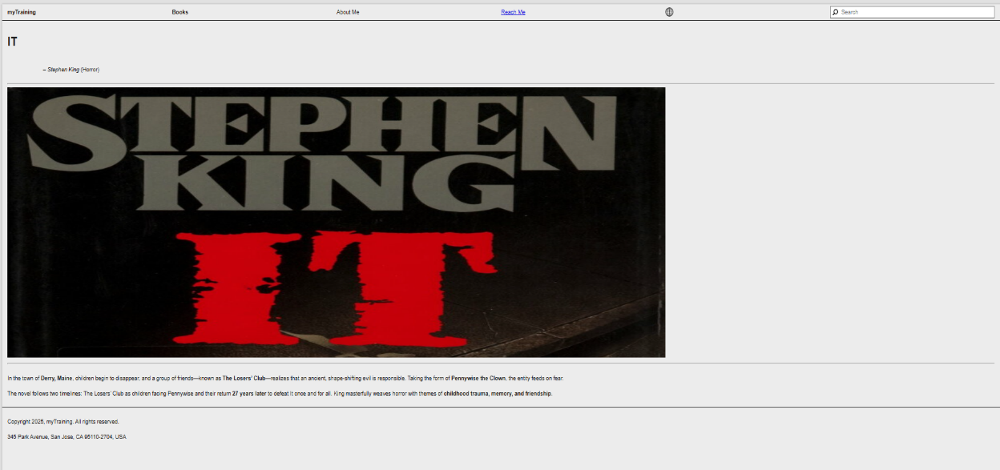 myTraining
Books
About Me
Reach Me
Search
IT
– Stephen King (Horror)
STEPHEN
KING
IT
In the town of Derry, Maine, children begin to disappear, and a group of friends—known as The Losers' Club—realizes that an ancient, shape-shifting evil is responsible. Taking the form of Pennywise the Clown, the entity feeds on fear.
The novel follows two timelines: The Losers' Club as children facing Pennywise and their return 27 years later to defeat It once and for all. King masterfully weaves horror with themes of childhood trauma, memory, and friendship.
Copyright 2025, myTraining. All rights reserved.
345 Park Avenue, San Jose, CA 95110-2704, USA